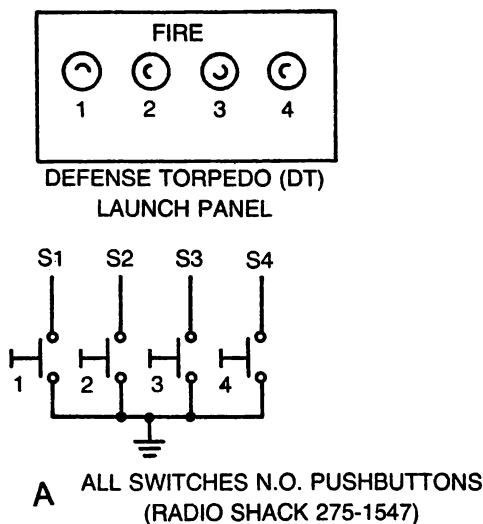 FIRE
1 2 3 4
DEFENSE TORPEDO (DT)
LAUNCH PANEL
S1 S2 S3 S4
1 2 3 4
A ALL SWITCHES N.O. PUSHBUTTONS
(RADIO SHACK 275-1547)